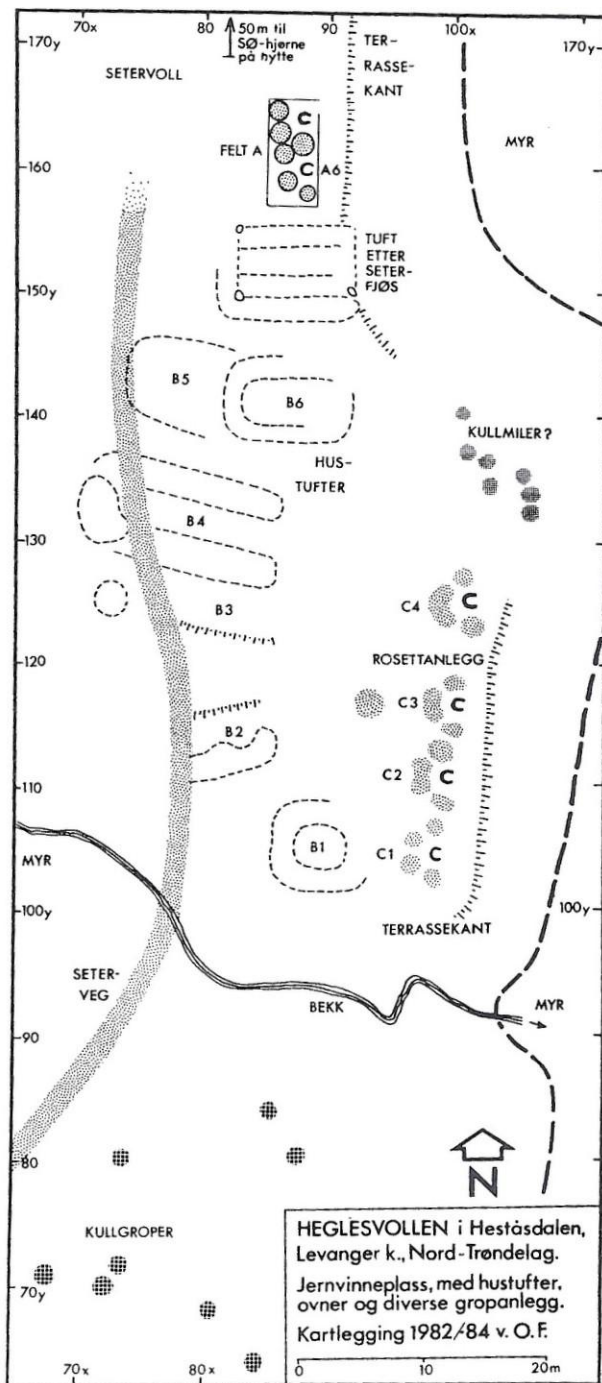 70x
80
90
100x
170y
170y
50m til
SØ-hjørne
på hytte
TER-
RASSE-
KANT
SETERVOLL
MYR
C
FELT A
C A6
160
TUFT
ETTER
SETER-
FJØS
150y
B5
B6
140
KULLMILER?
HUS-
TUFTER
B4
130
C4
C
B3
120
ROSETTANLEGG
C3
C
B2
C2
C
110
B1
C1
C
MYR
100y
100y
TERRASSEKANT
SETER-
VEG
BEKK
MYR
90
80
N
KULLGROPER
70y
HEGLESVOLLEN i Heståsdalen,
Levanger k., Nord-Trøndelag.
Jernvinneplass, med hustufter,
ovner og diverse gropanlegg.
Kartlegging 1982/84 v. O.F.
70x
80x
0
10
20m